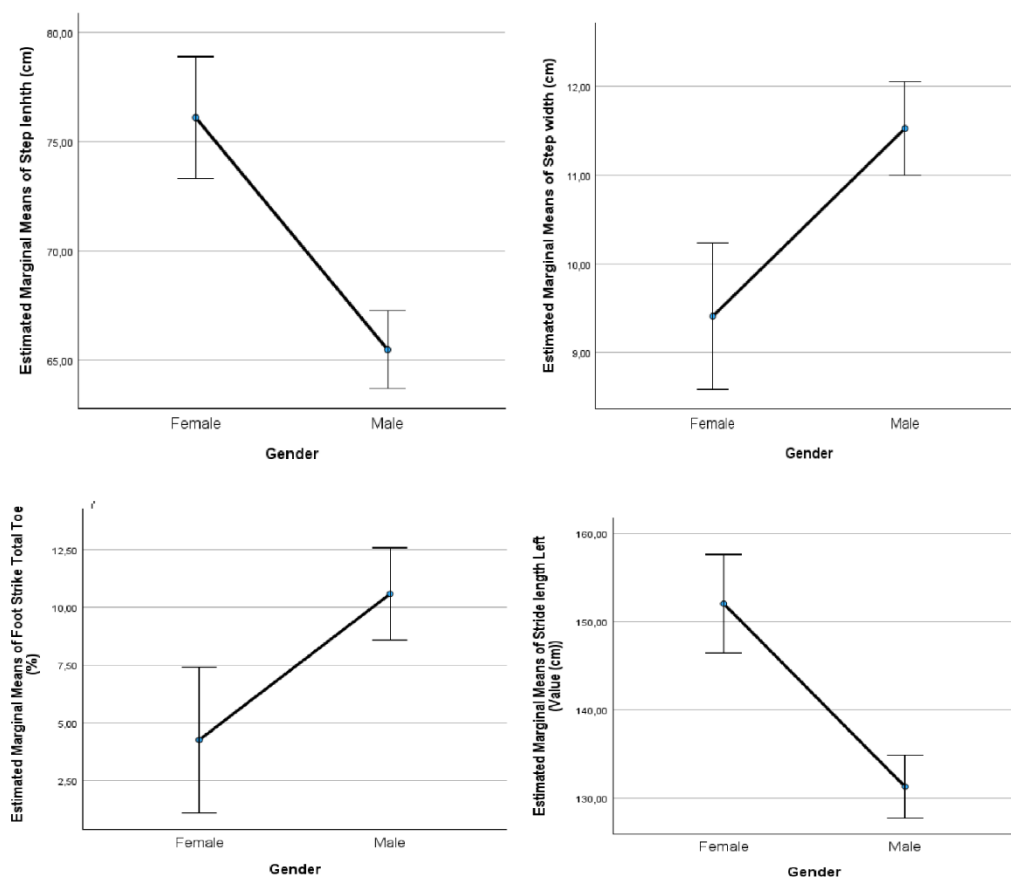 Estimated Marginal Means of Step lenhth (cm)
80,00
75,00
70,00
65,00
Female
Male
Gender
Estimated Marginal Means of Step width (cm)
12,00
11,00
10,00
9,00
Female
Male
Gender
Estimated Marginal Means of Foot Strike Total Toe
(%)
12,50
10,00
7,50
5,00
2,50
Female
Male
Gender
Estimated Marginal Means of Stride length Left
(Value (cm))
160,00
150,00
140,00
130,00
Female
Male
Gender